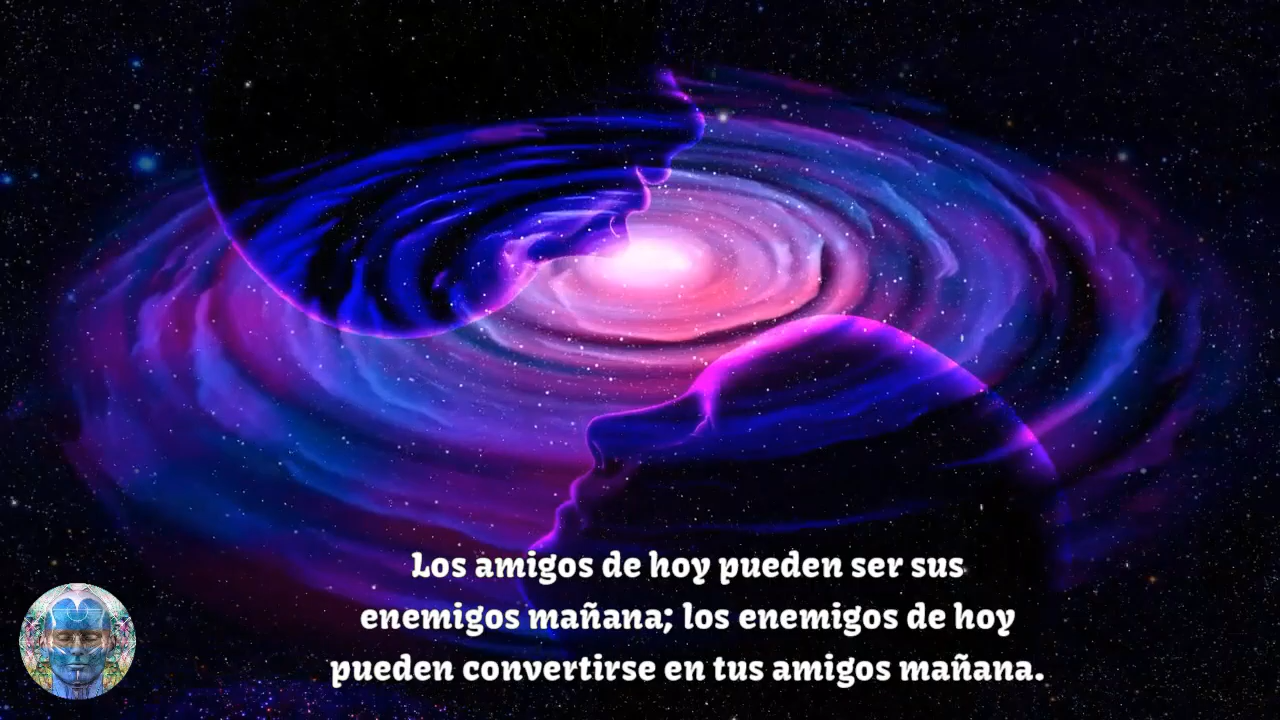 Los amigos de hoy pueden ser sus
enemigos mañana; los enemigos de hoy
pueden convertirse en tus amigos mañana.